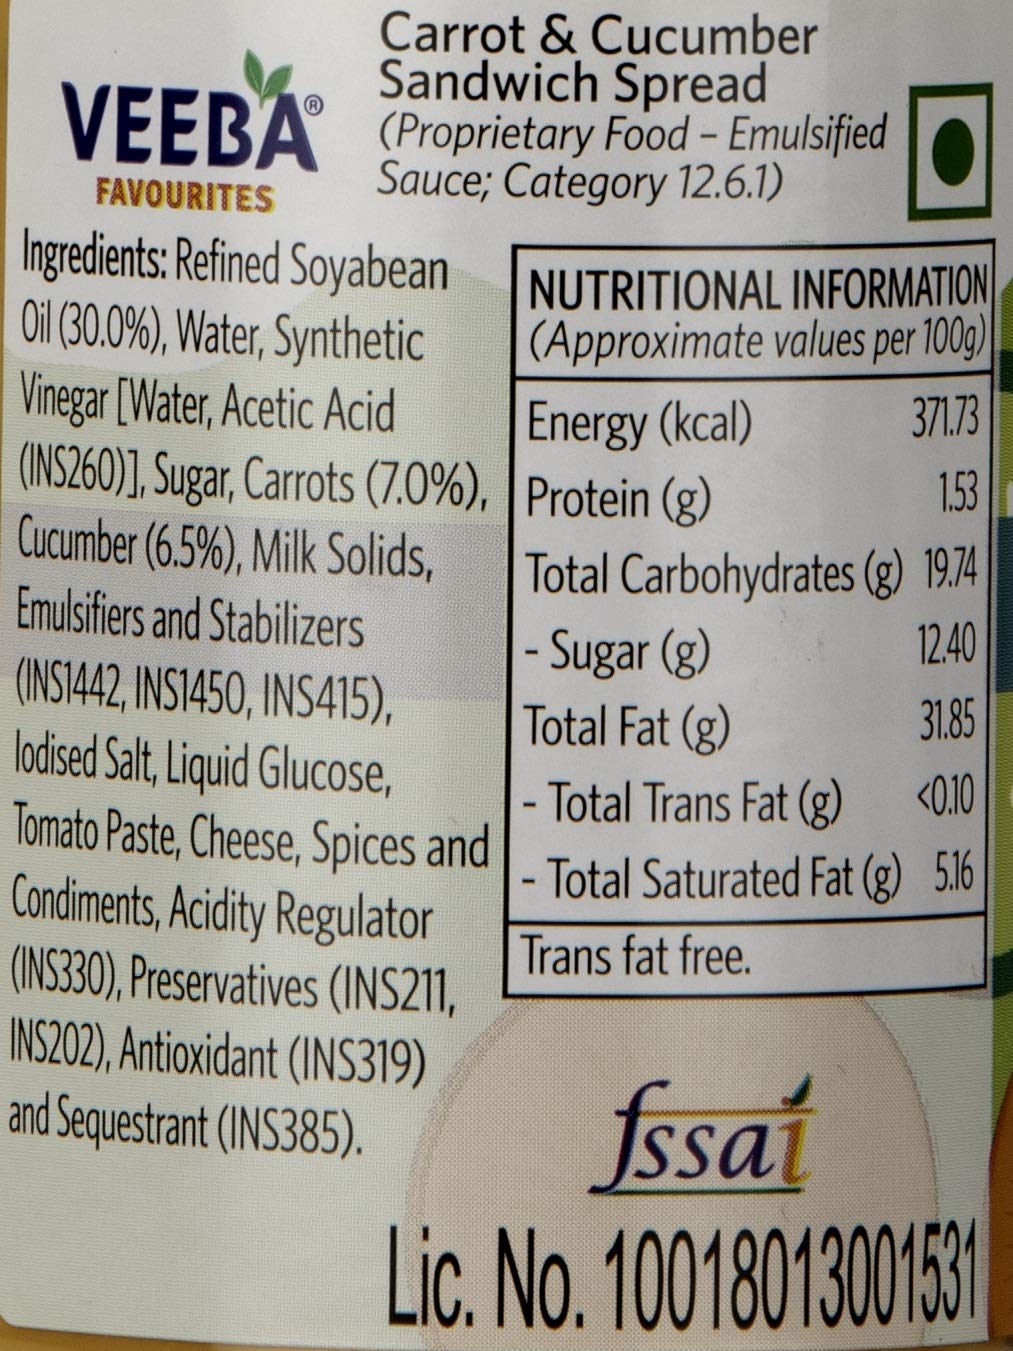 VEEBA®
FAVOURITES
Carrot & Cucumber
Sandwich Spread
(Proprietary Food – Emulsified
Sauce; Category 12.6.1)
Ingredients: Refined Soyabean
Oil (30.0%), Water, Synthetic
Vinegar [Water, Acetic Acid
(INS260)], Sugar, Carrots (7.0%),
Cucumber (6.5%), Milk Solids,
Emulsifiers and Stabilizers
(INS1442, INS1450, INS415),
Iodised Salt, Liquid Glucose,
Tomato Paste, Cheese, Spices and
Condiments, Acidity Regulator
(INS330), Preservatives (INS211,
INS202), Antioxidant (INS319)
and Sequestrant (INS385).
NUTRITIONAL INFORMATION
(Approximate values per 100g)
Energy (kcal) 371.73
Protein (g) 1.53
Total Carbohydrates (g) 19.74
- Sugar (g) 12.40
Total Fat (g) 31.85
- Total Trans Fat (g) <0.10
- Total Saturated Fat (g) 5.16
Trans fat free.
fssai
Lic. No. 10018013001531